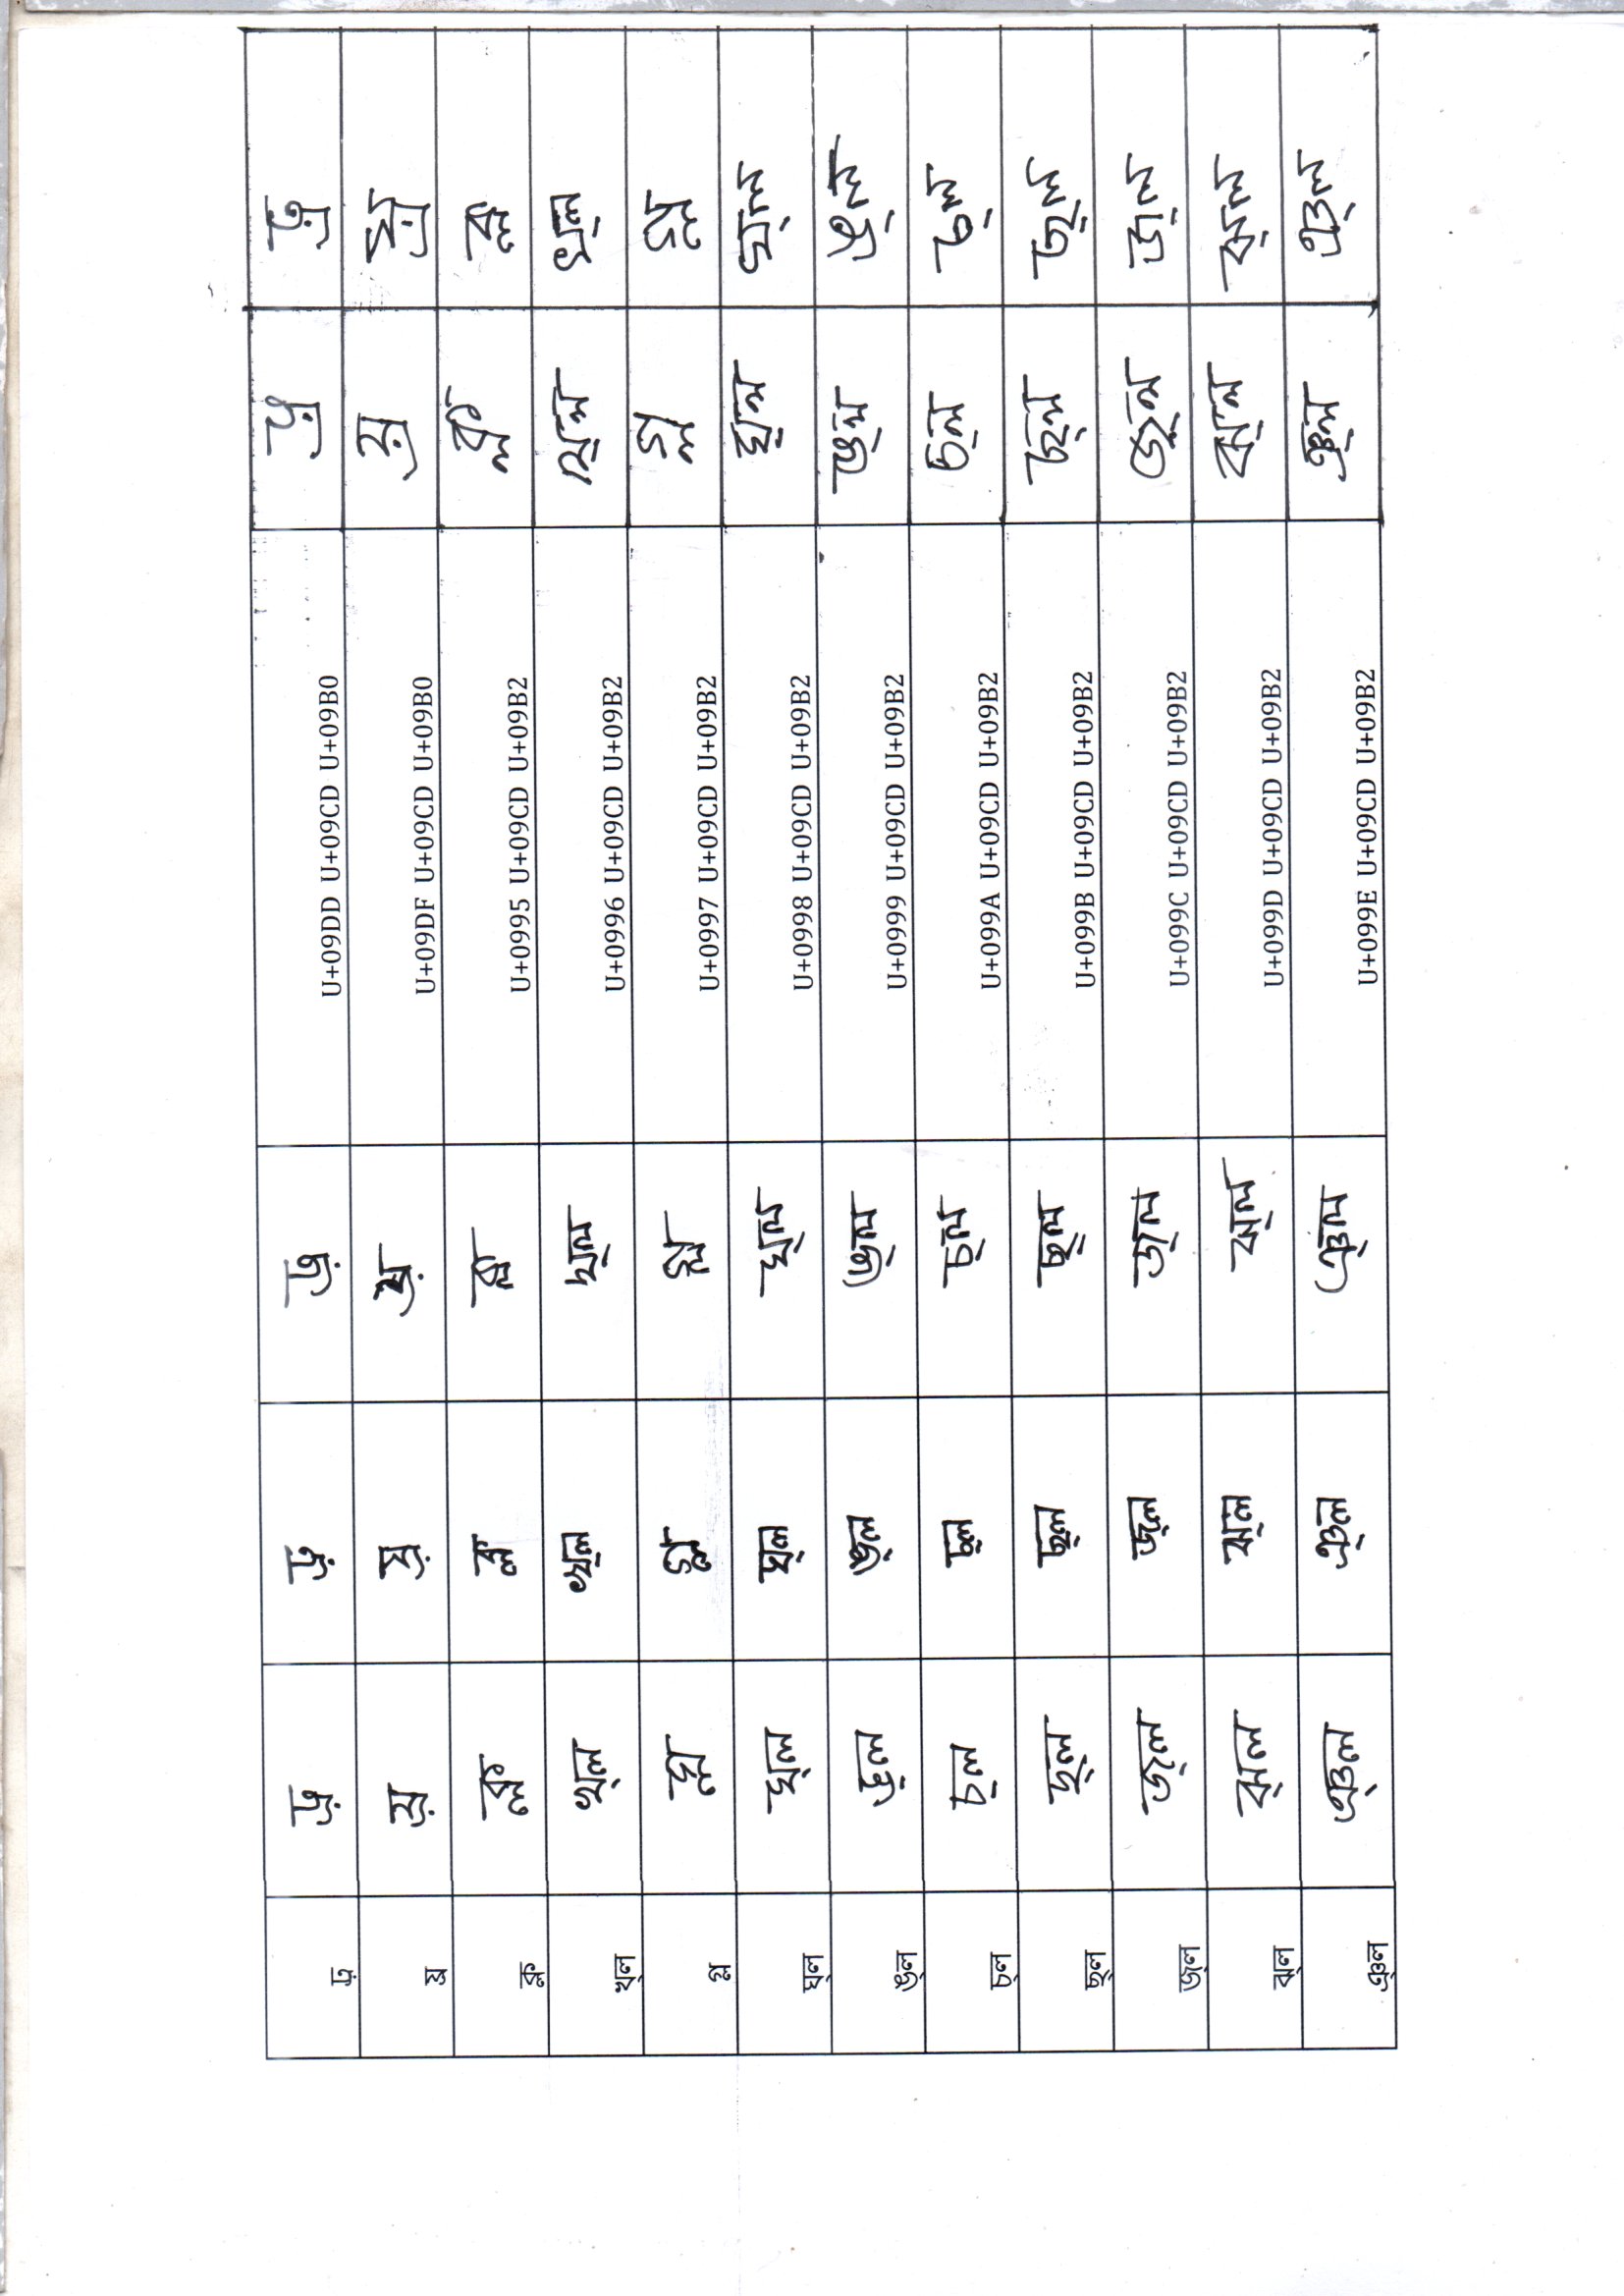 ঢ়্র ঢ়্র ঢ়্র ঢ়্র U+09DD U+09CD U+09B0 ঢ়্র ঢ়্র
য়্র য়্র য়্র য়্র U+09DF U+09CD U+09B0 য়্র য়্র
ক্ল ক্ল ক্ল ক্ল U+0995 U+09CD U+09B2 ক্ল ক্ল
খ্ল খ্ল খ্ল খ্ল U+0996 U+09CD U+09B2 খ্ল খ্ল
গ্ল গ্ল গ্ল গ্ল U+0997 U+09CD U+09B2 গ্ল গ্ল
ঘ্ল ঘ্ল ঘ্ল ঘ্ল U+0998 U+09CD U+09B2 ঘ্ল ঘ্ল
ঙ্ল ঙ্ল ঙ্ল ঙ্ল U+0999 U+09CD U+09B2 ঙ্ল ঙ্ল
চ্ল চ্ল চ্ল চ্ল U+099A U+09CD U+09B2 চ্ল চ্ল
ছ্ল ছ্ল ছ্ল ছ্ল U+099B U+09CD U+09B2 ছ্ল ছ্ল
জ্ল জ্ল জ্ল জ্ল U+099C U+09CD U+09B2 জ্ল জ্ল
ঝ্ল ঝ্ল ঝ্ল ঝ্ল U+099D U+09CD U+09B2 ঝ্ল ঝ্ল
ঞ্ল ঞ্ল ঞ্ল ঞ্ল U+099E U+09CD U+09B2 ঞ্ল ঞ্ল